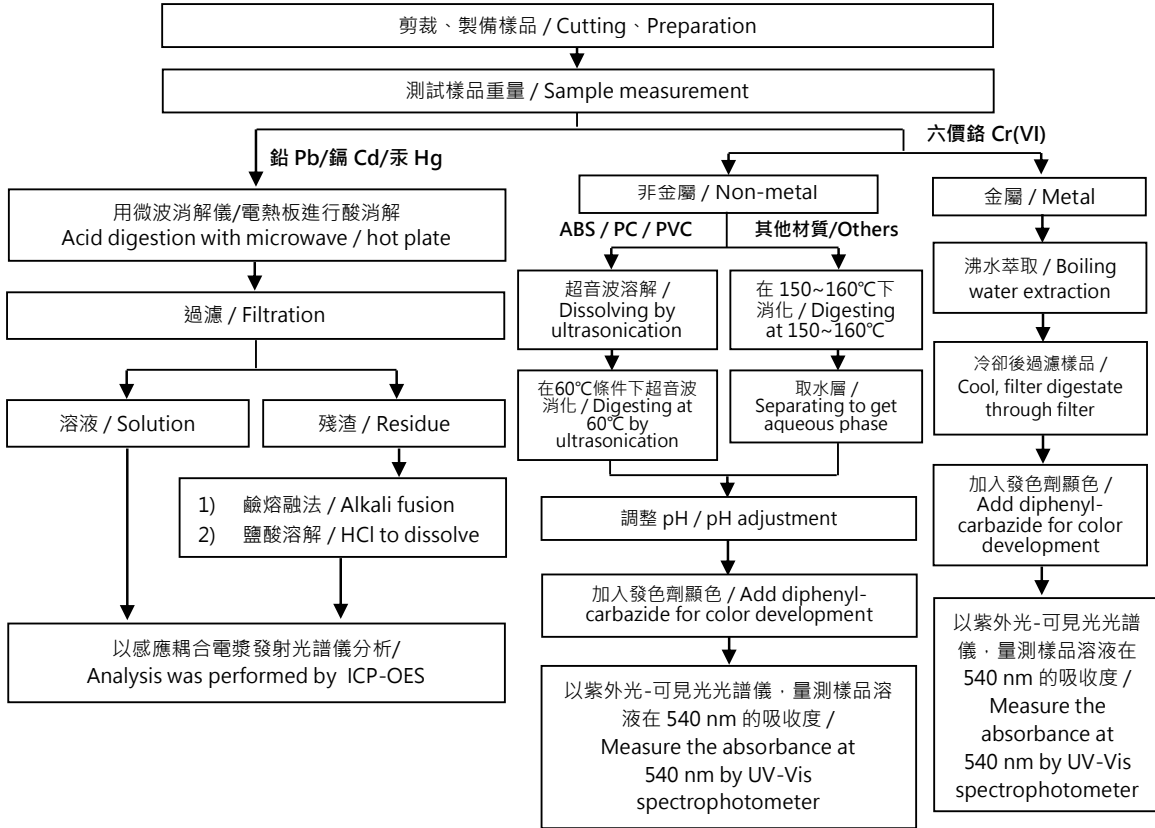 剪裁、製備樣品 / Cutting、Preparation
測試樣品重量 / Sample measurement
鉛 Pb/鎘 Cd/汞 Hg
六價鉻 Cr(VI)
用微波消解儀/電熱板進行酸消解
Acid digestion with microwave / hot plate
過濾 / Filtration
溶液 / Solution
殘渣 / Residue
1) 鹼熔融法 / Alkali fusion
2) 鹽酸溶解 / HCl to dissolve
以感應耦合電漿發射光譜儀分析/
Analysis was performed by ICP-OES
非金屬 / Non-metal
ABS / PC / PVC
其他材質/Others
超音波溶解 /
Dissolving by
ultrasonication
在60℃條件下超音波
消化 / Digesting at
60℃ by
ultrasonication
在 150~160℃下
消化 / Digesting
at 150~160℃
取水層 /
Separating to get
aqueous phase
調整 pH / pH adjustment
加入發色劑顯色 / Add diphenyl-
carbazide for color development
以紫外光-可見光光譜儀，量測樣品溶
液在 540 nm 的吸收度 /
Measure the absorbance at
540 nm by UV-Vis
spectrophotometer
金屬 / Metal
沸水萃取 / Boiling
water extraction
冷卻後過濾樣品 /
Cool, filter digestate
through filter
加入發色劑顯色 /
Add diphenyl-
carbazide for color
development
以紫外光-可見光光譜
儀，量測樣品溶液在
540 nm 的吸收度 /
Measure the
absorbance at
540 nm by UV-Vis
spectrophotometer